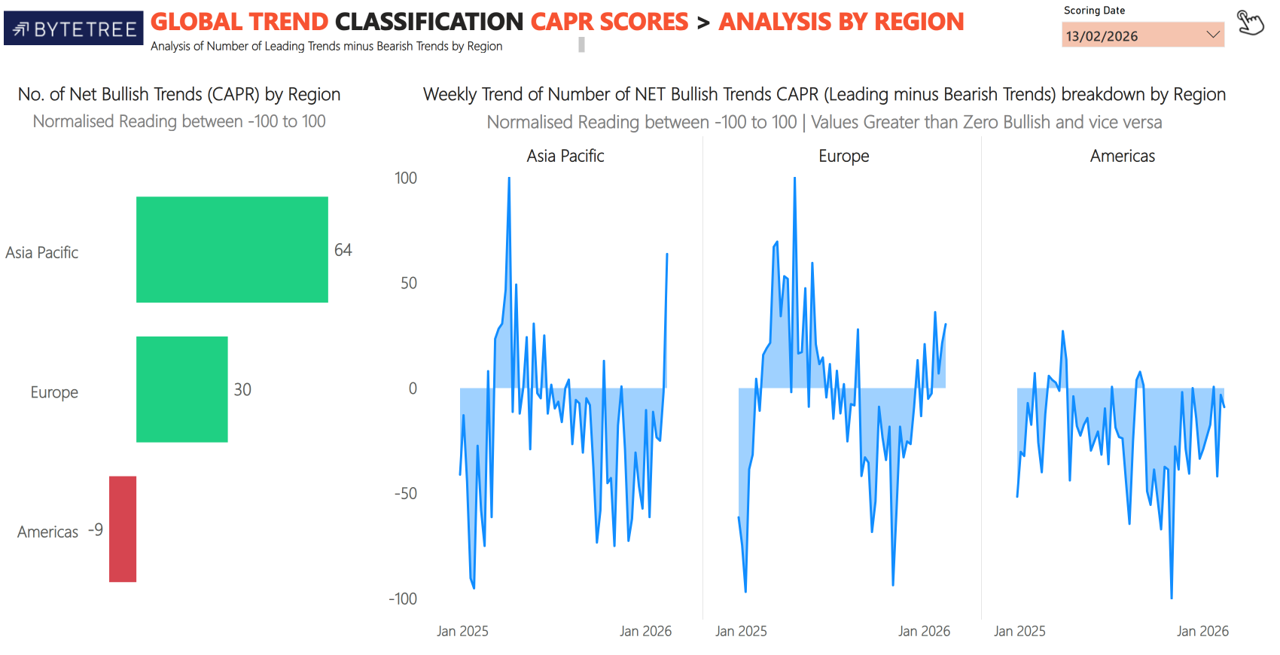 BYTETREE
GLOBAL TREND CLASSIFICATION CAPR SCORES > ANALYSIS BY REGION
Analysis of Number of Leading Trends minus Bearish Trends by Region
Scoring Date
13/02/2026
No. of Net Bullish Trends (CAPR) by Region
Normalised Reading between -100 to 100
Asia Pacific
64
Europe
30
Americas
-9
Weekly Trend of Number of NET Bullish Trends CAPR (Leading minus Bearish Trends) breakdown by Region
Normalised Reading between -100 to 100 | Values Greater than Zero Bullish and vice versa
Asia Pacific
Europe
Americas
100
50
0
-50
-100
Jan 2025
Jan 2026
Jan 2025
Jan 2026
Jan 2025
Jan 2026